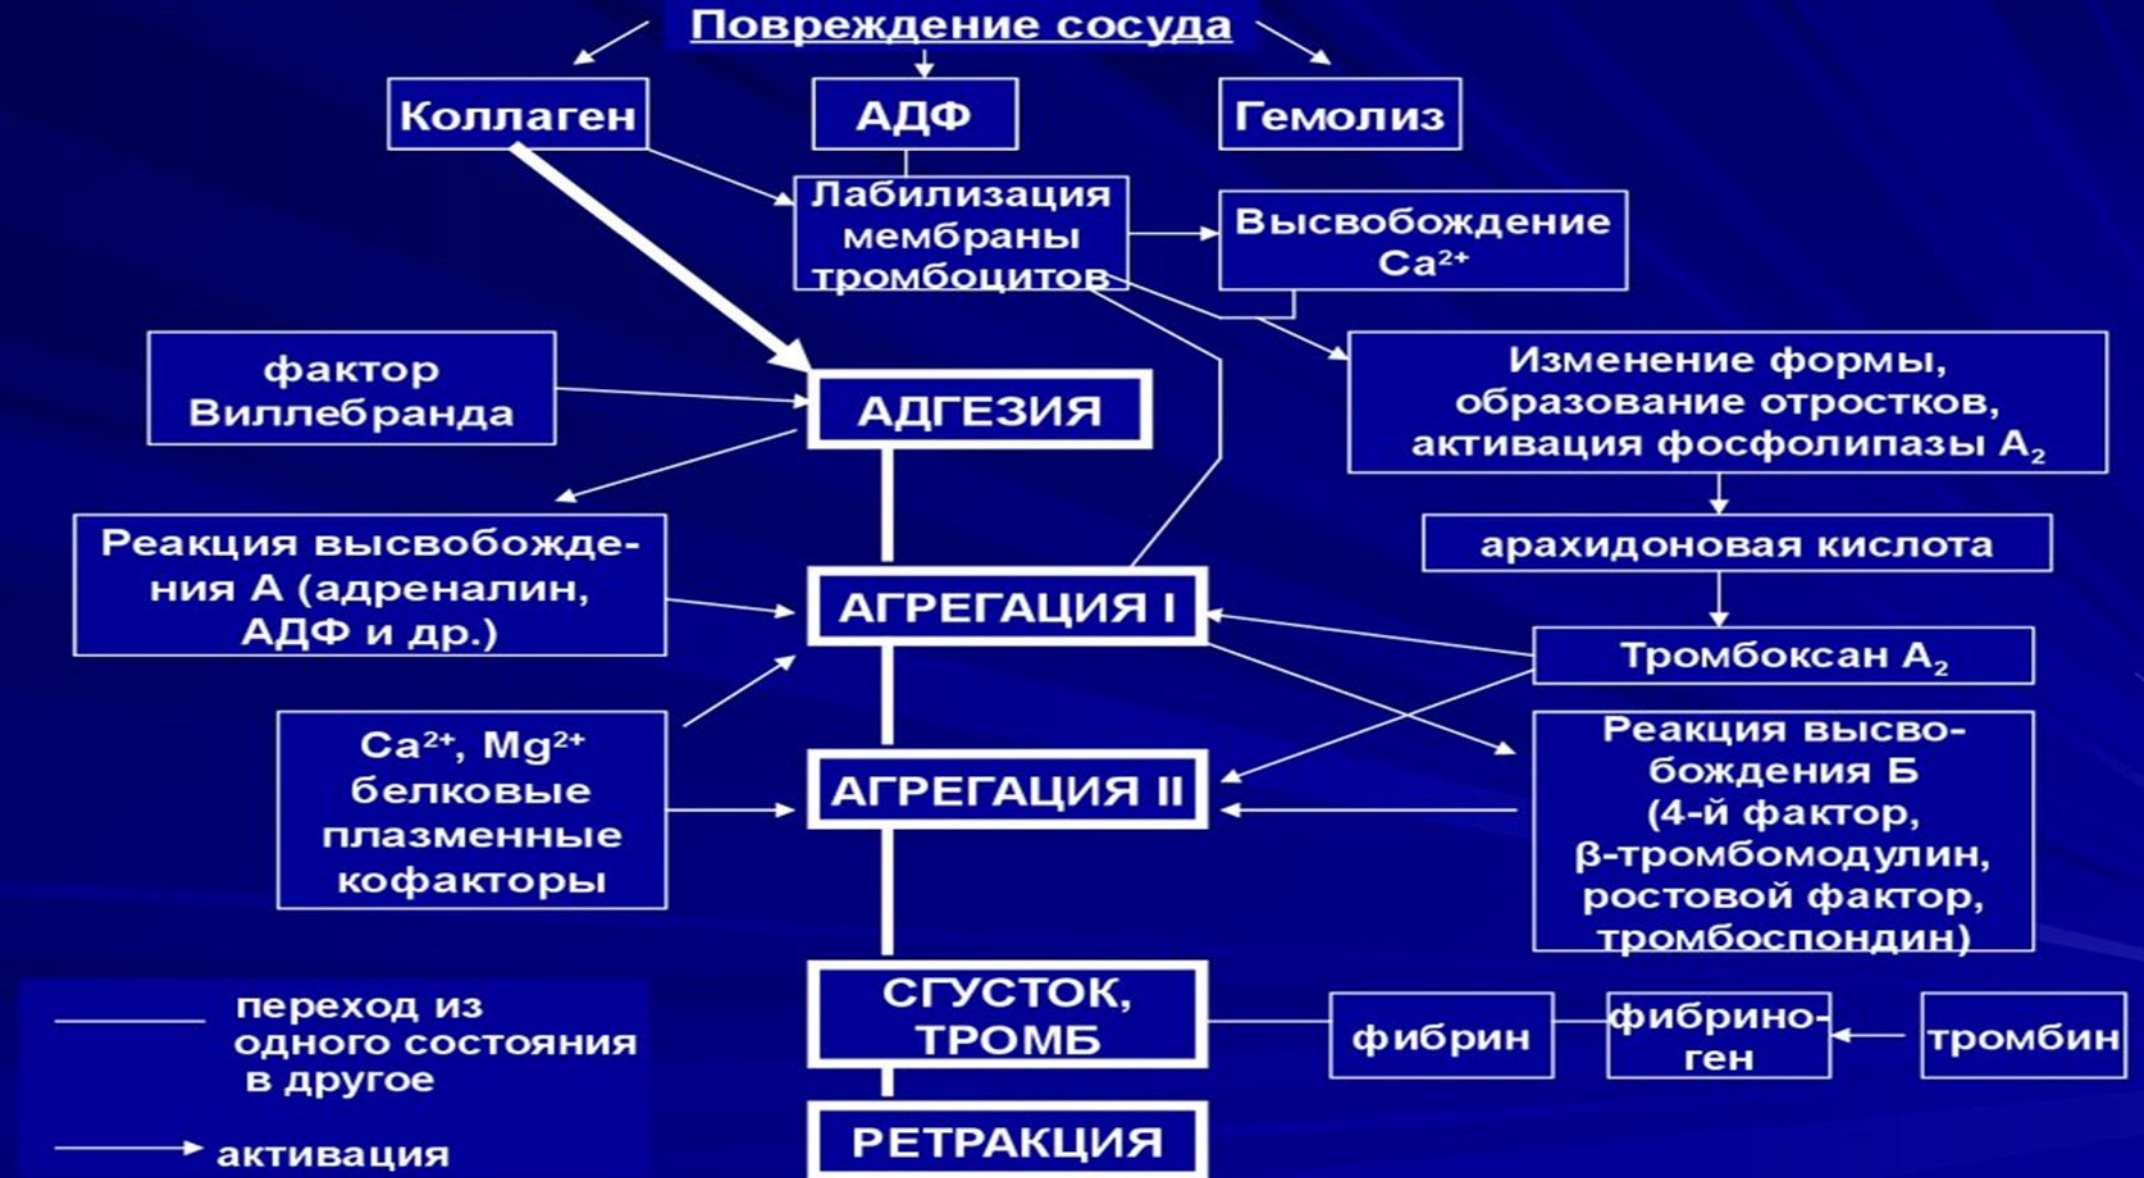 Повреждение сосуда
Коллаген
АДФ
Гемолиз
Лабилизация
мембраны
тромбоцитов
Высвобождение
Ca²⁺
фактор
Виллебранда
АДГЕЗИЯ
Изменение формы,
образование отростков,
активация фосфолипазы А₂
Реакция высвобожде-
ния А (адреналин,
АДФ и др.)
АГРЕГАЦИЯ I
арахидоновая кислота
Тромбоксан А₂
Ca²⁺, Mg²⁺
белковые
плазменные
кофакторы
АГРЕГАЦИЯ II
Реакция высво-
бождения Б
(4-й фактор,
β-тромбомодулин,
ростовой фактор,
тромбоспондин)
СГУСТОК,
ТРОМБ
фибрин
фибрино-
ген
тромбин
РЕТРАКЦИЯ
переход из
одного состояния
в другое
активация